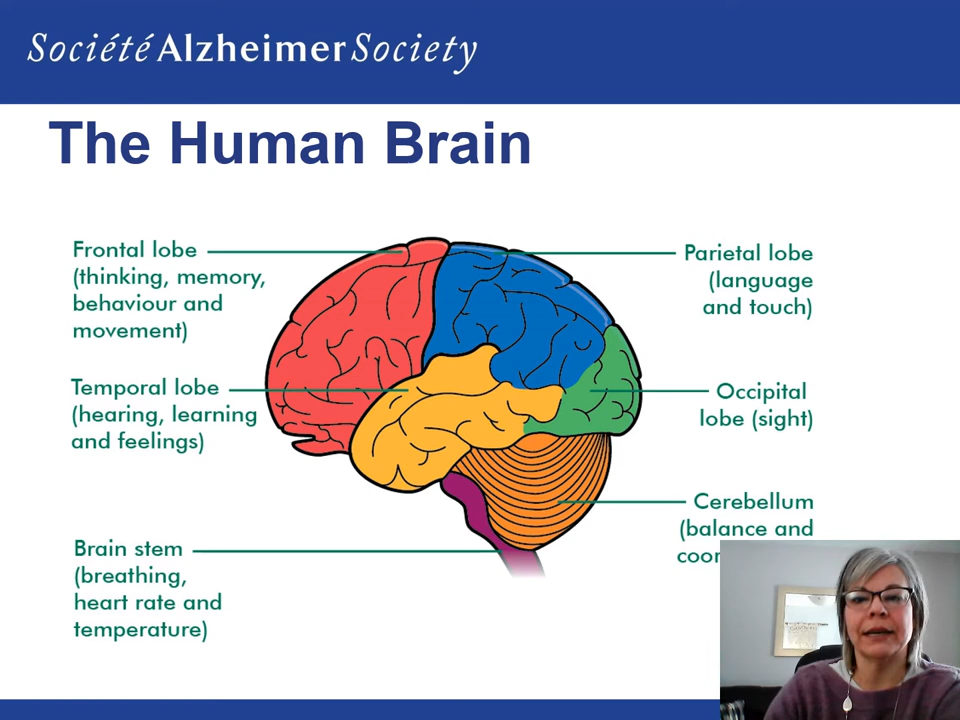 Société Alzheimer Society
The Human Brain
Frontal lobe
(thinking, memory,
behaviour and
movement)
Temporal lobe
(hearing, learning
and feelings)
Brain stem
(breathing,
heart rate and
temperature)
Parietal lobe
(language
and touch)
Occipital
lobe (sight)
Cerebellum
(balance and